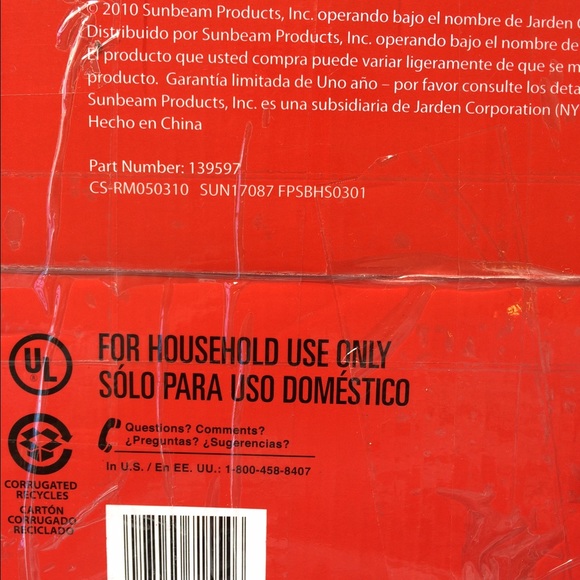 © 2010 Sunbeam Products, Inc. operando bajo el nombre de Jarden
Distribuido por Sunbeam Products, Inc. operando bajo el nombre de
El producto que usted compra puede variar ligeramente de que se
producto. Garantía limitada de Uno año – por favor consulte los
Sunbeam Products, Inc. es una subsidiaria de Jarden Corporation (NY
Hecho en China
Part Number: 139597
CS-RM050310 SUN17087 FPSBHS0301
UL
®
FOR HOUSEHOLD USE ONLY
SÓLO PARA USO DOMÉSTICO
Questions? Comments?
¿Preguntas? ¿Sugerencias?
In U.S. / En EE. UU.: 1-800-458-8407
CORRUGATED
RECYCLES
CARTÓN
CORRUGADO
RECICLADO